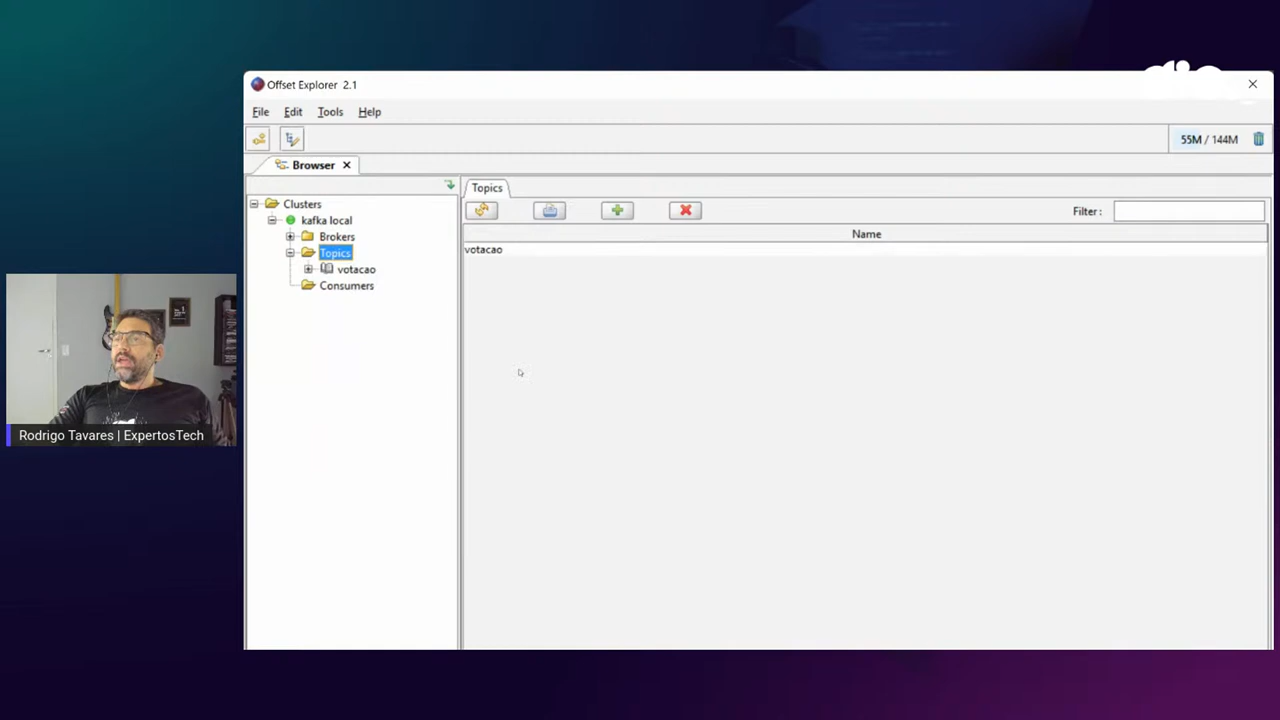 dio
Offset Explorer 2.1
File Edit Tools Help
55M / 144M
Browser
Topics
Clusters
kafka local
Brokers
Topics
votacao
Consumers
Filter :
Name
votacao
Rodrigo Tavares | ExpertosTech